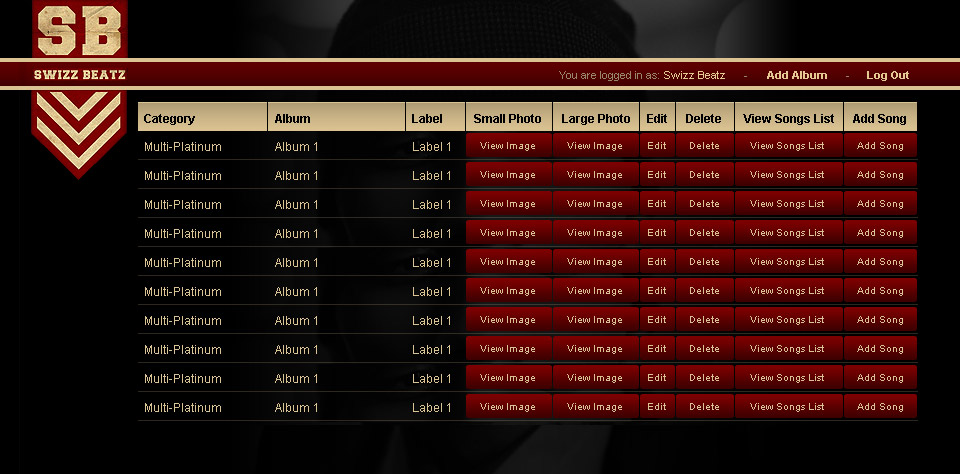 SB
SWIZZ BEATZ
You are logged in as: Swizz Beatz - Add Album - Log Out
Category Album Label Small Photo Large Photo Edit Delete View Songs List Add Song
Multi-Platinum Album 1 Label 1 View Image View Image Edit Delete View Songs List Add Song
Multi-Platinum Album 1 Label 1 View Image View Image Edit Delete View Songs List Add Song
Multi-Platinum Album 1 Label 1 View Image View Image Edit Delete View Songs List Add Song
Multi-Platinum Album 1 Label 1 View Image View Image Edit Delete View Songs List Add Song
Multi-Platinum Album 1 Label 1 View Image View Image Edit Delete View Songs List Add Song
Multi-Platinum Album 1 Label 1 View Image View Image Edit Delete View Songs List Add Song
Multi-Platinum Album 1 Label 1 View Image View Image Edit Delete View Songs List Add Song
Multi-Platinum Album 1 Label 1 View Image View Image Edit Delete View Songs List Add Song
Multi-Platinum Album 1 Label 1 View Image View Image Edit Delete View Songs List Add Song
Multi-Platinum Album 1 Label 1 View Image View Image Edit Delete View Songs List Add Song